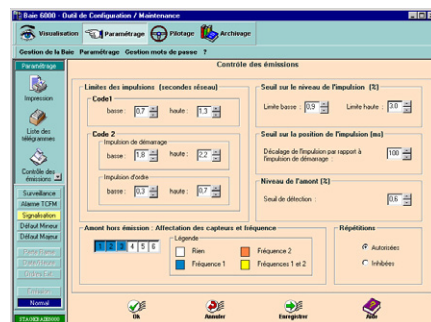 Baie 6000 - Outil de Configuration / Maintenance
Visualisation Paramétrage Pilotage Archivage
Gestion de la Baie Paramétrage Gestion mots de passe ?
Paramétrage
Contrôle des émissions
Impression
Liste des télégrammes
Contrôle des émissions
Surveillance
Alarme TCFM
Signalisation
Défaut Mineur
Défaut Majeur
Normal
Limites des impulsions (secondes réseau)
Code1
basse: 0,7 haute: 1,3
Code 2
Impulsion de démarrage
basse: 1,8 haute: 2,2
Impulsion d'ordre
basse: 0,3 haute: 0,7
Seuil sur le niveau de l'impulsion (%)
Limite basse : 0,9 Limite haute : 3,0
Seuil sur la position de l'impulsion (ms)
Décalage de l'impulsion par rapport à
l'impulsion de démarrage : 100
Niveau de l'amont (%)
Seuil de détection : 0,6
Amont hors émission : Affectation des capteurs et fréquence
1 2 3 4 5 6
Légende
Rien Fréquence 2
Fréquence 1 Fréquences 1 et 2
Répétitions
Autorisées
Inhibées
Ok Annuler Enregistrer Aide